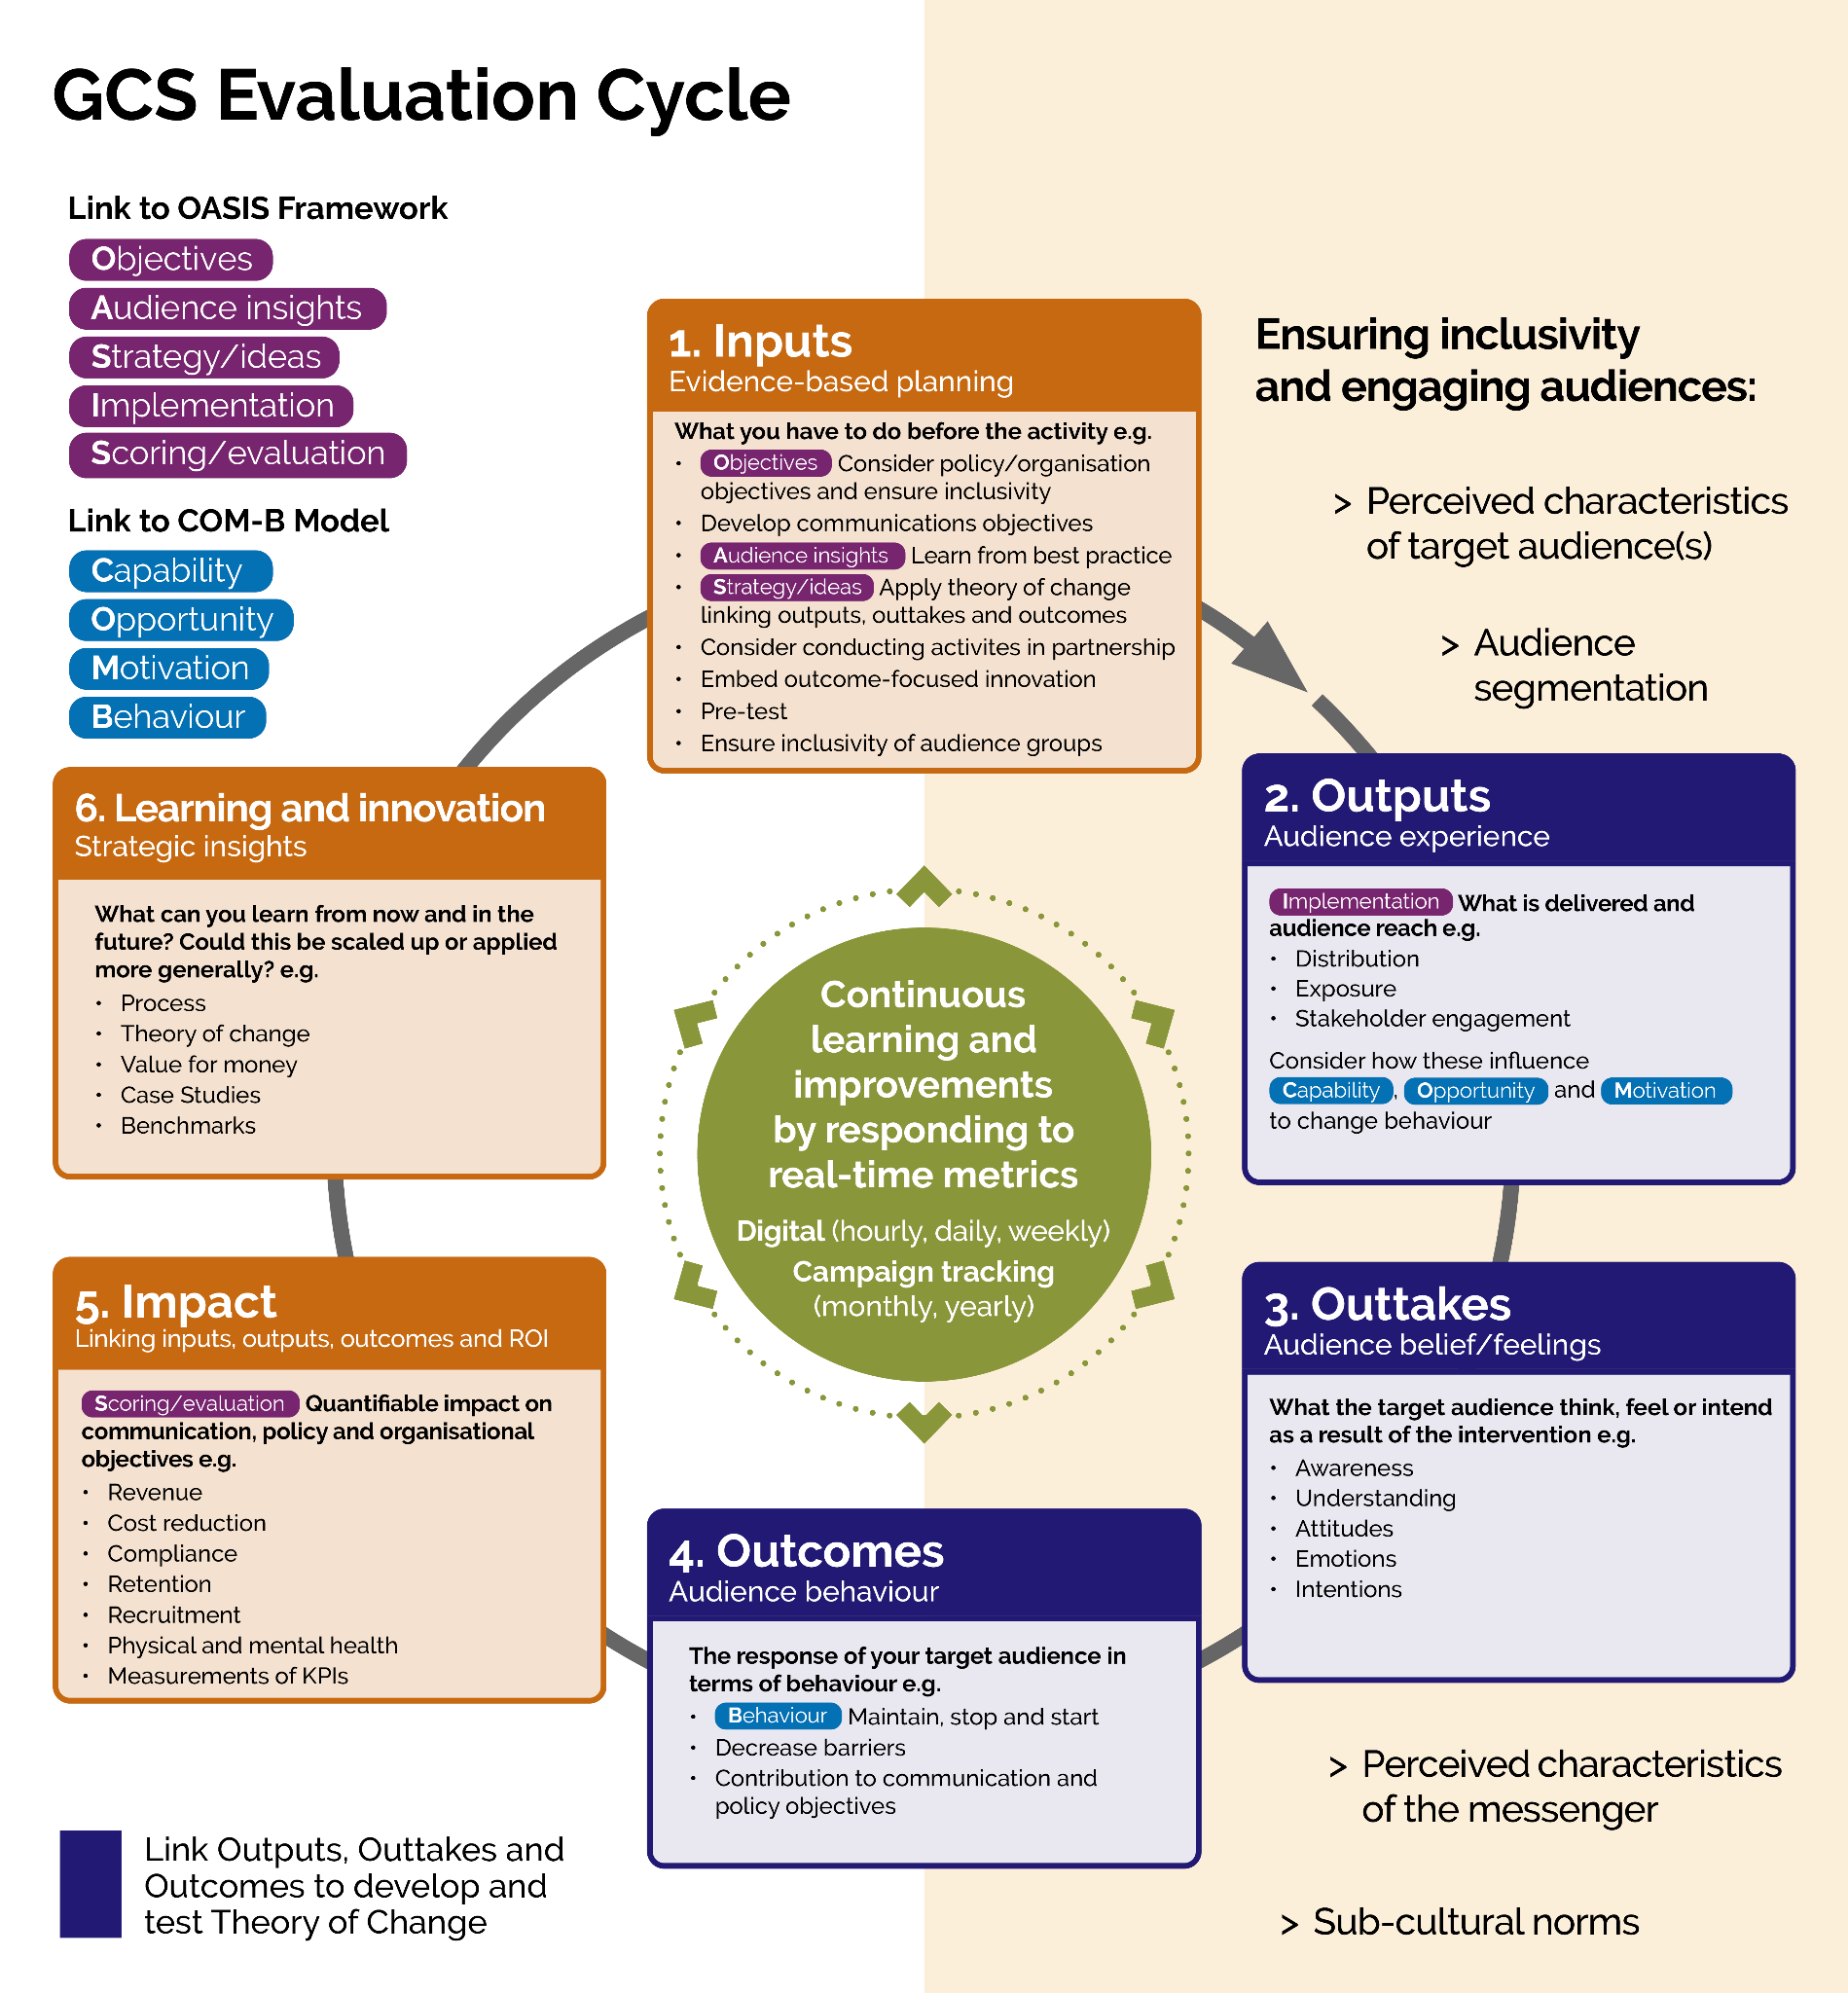 GCS Evaluation Cycle
Link to OASIS Framework
Objectives
Audience insights
Strategy/ideas
Implementation
Scoring/evaluation
Link to COM-B Model
Capability
Opportunity
Motivation
Behaviour
Ensuring inclusivity
and engaging audiences:
> Perceived characteristics
of target audience(s)
> Audience
segmentation
1. Inputs
Evidence-based planning
What you have to do before the activity e.g.
• Objectives Consider policy/organisation
objectives and ensure inclusivity
• Develop communications objectives
• Audience insights Learn from best practice
• Strategy/ideas Apply theory of change
linking outputs, outtakes and outcomes
• Consider conducting activites in partnership
• Embed outcome-focused innovation
• Pre-test
• Ensure inclusivity of audience groups
2. Outputs
Audience experience
Implementation What is delivered and
audience reach e.g.
• Distribution
• Exposure
• Stakeholder engagement
Consider how these influence
Capability, Opportunity and Motivation
to change behaviour
3. Outtakes
Audience belief/feelings
What the target audience think, feel or intend
as a result of the intervention e.g.
• Awareness
• Understanding
• Attitudes
• Emotions
• Intentions
4. Outcomes
Audience behaviour
The response of your target audience in
terms of behaviour e.g.
• Behaviour Maintain, stop and start
• Decrease barriers
• Contribution to communication and
policy objectives
5. Impact
Linking inputs, outputs, outcomes and ROI
Scoring/evaluation Quantifiable impact on
communication, policy and organisational
objectives e.g.
• Revenue
• Cost reduction
• Compliance
• Retention
• Recruitment
• Physical and mental health
• Measurements of KPIs
6. Learning and innovation
Strategic insights
What can you learn from now and in the
future? Could this be scaled up or applied
more generally? e.g.
• Process
• Theory of change
• Value for money
• Case Studies
• Benchmarks
Continuous
learning and
improvements
by responding to
real-time metrics
Digital (hourly, daily, weekly)
Campaign tracking
(monthly, yearly)
> Perceived characteristics
of the messenger
> Sub-cultural norms
Link Outputs, Outtakes and
Outcomes to develop and
test Theory of Change